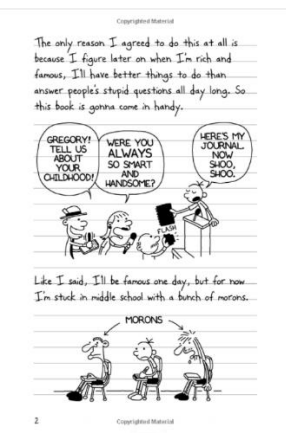 Copyrighted Material
The only reason I agreed to do this at all is
because I figure later on when I'm rich and
famous, I'll have better things to do than
answer people's stupid questions all day long. So
this book is gonna come in handy.
GREGORY!
TELL US
ABOUT
YOUR
CHILDHOOD!
WERE YOU
ALWAYS
SO SMART
AND
HANDSOME?
HERE'S MY
JOURNAL.
NOW
SHOO,
SHOO.
FLASH
Like I said, I'll be famous one day, but for now
I'm stuck in middle school with a bunch of morons.
MORONS
2
Copyrighted Material